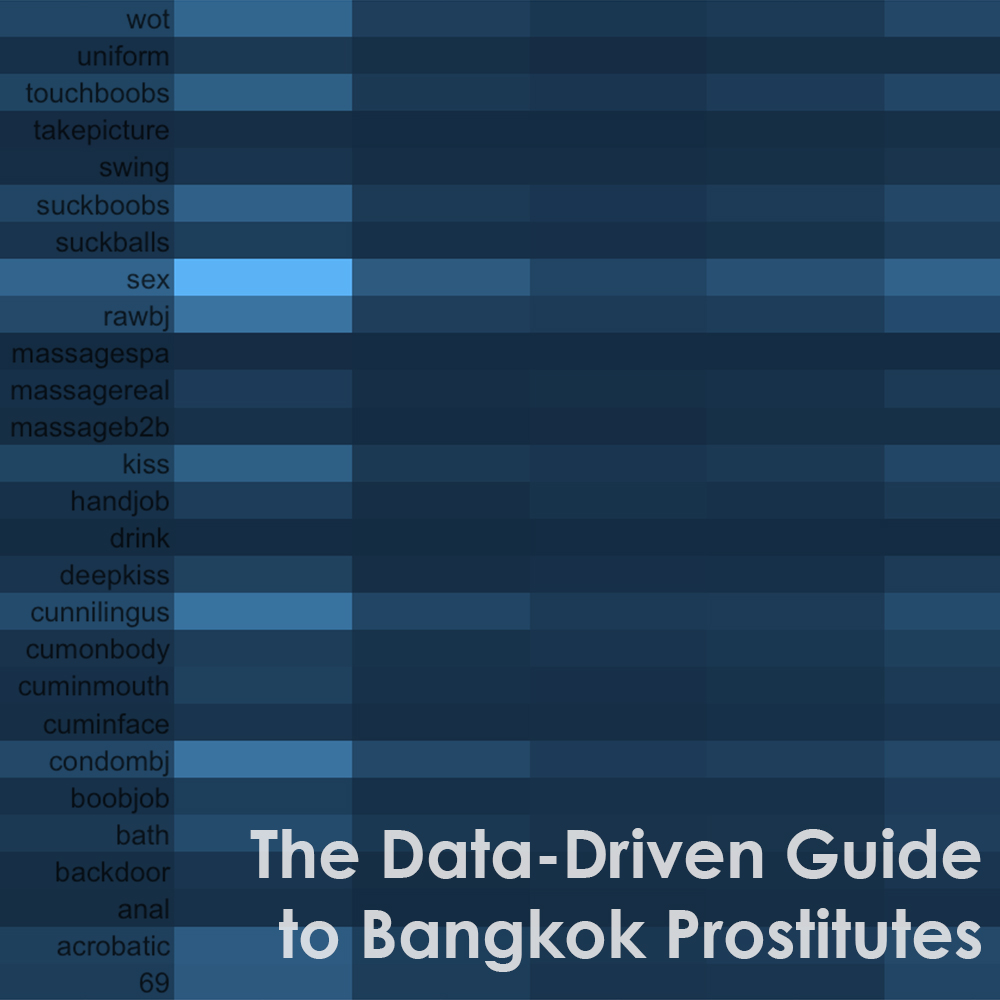 wot
uniform
touchboobs
takepicture
swing
suckboobs
suckballs
sex
rawbj
massagespa
massagereal
massageb2b
kiss
handjob
drink
deepkiss
cunnilingus
cumonbody
cuminmouth
cuminface
condombj
boobjob
bath
backdoor
anal
acrobatic
69
The Data-Driven Guide
to Bangkok Prostitutes